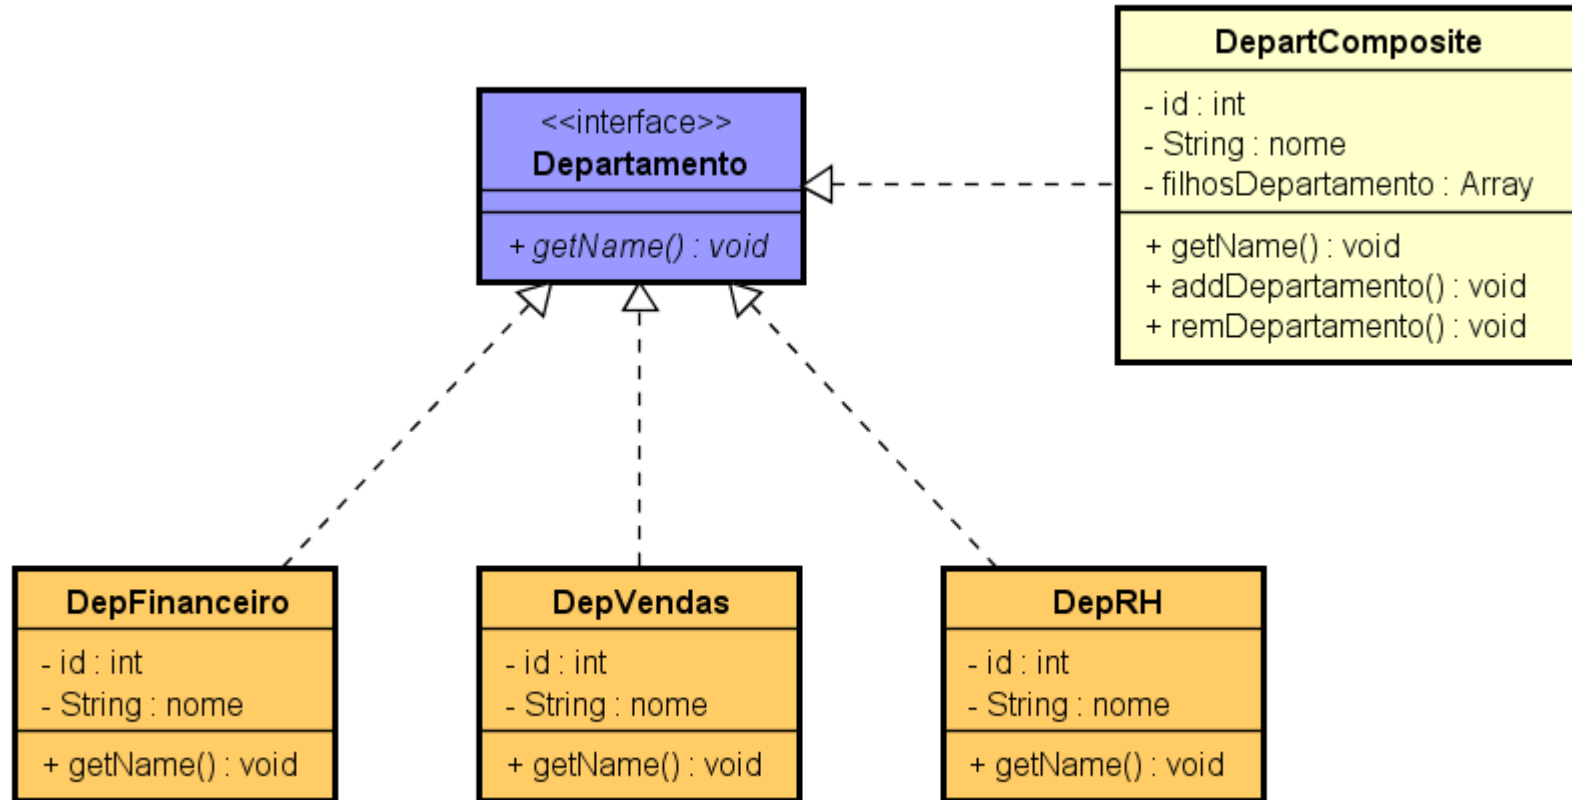 DepartComposite
- id : int
- String : nome
- filhosDepartamento : Array
+ getName() : void
+ addDepartamento() : void
+ remDepartamento() : void
<<interface>>
Departamento
+ getName() : void
DepFinanceiro
- id : int
- String : nome
+ getName() : void
DepVendas
- id : int
- String : nome
+ getName() : void
DepRH
- id : int
- String : nome
+ getName() : void